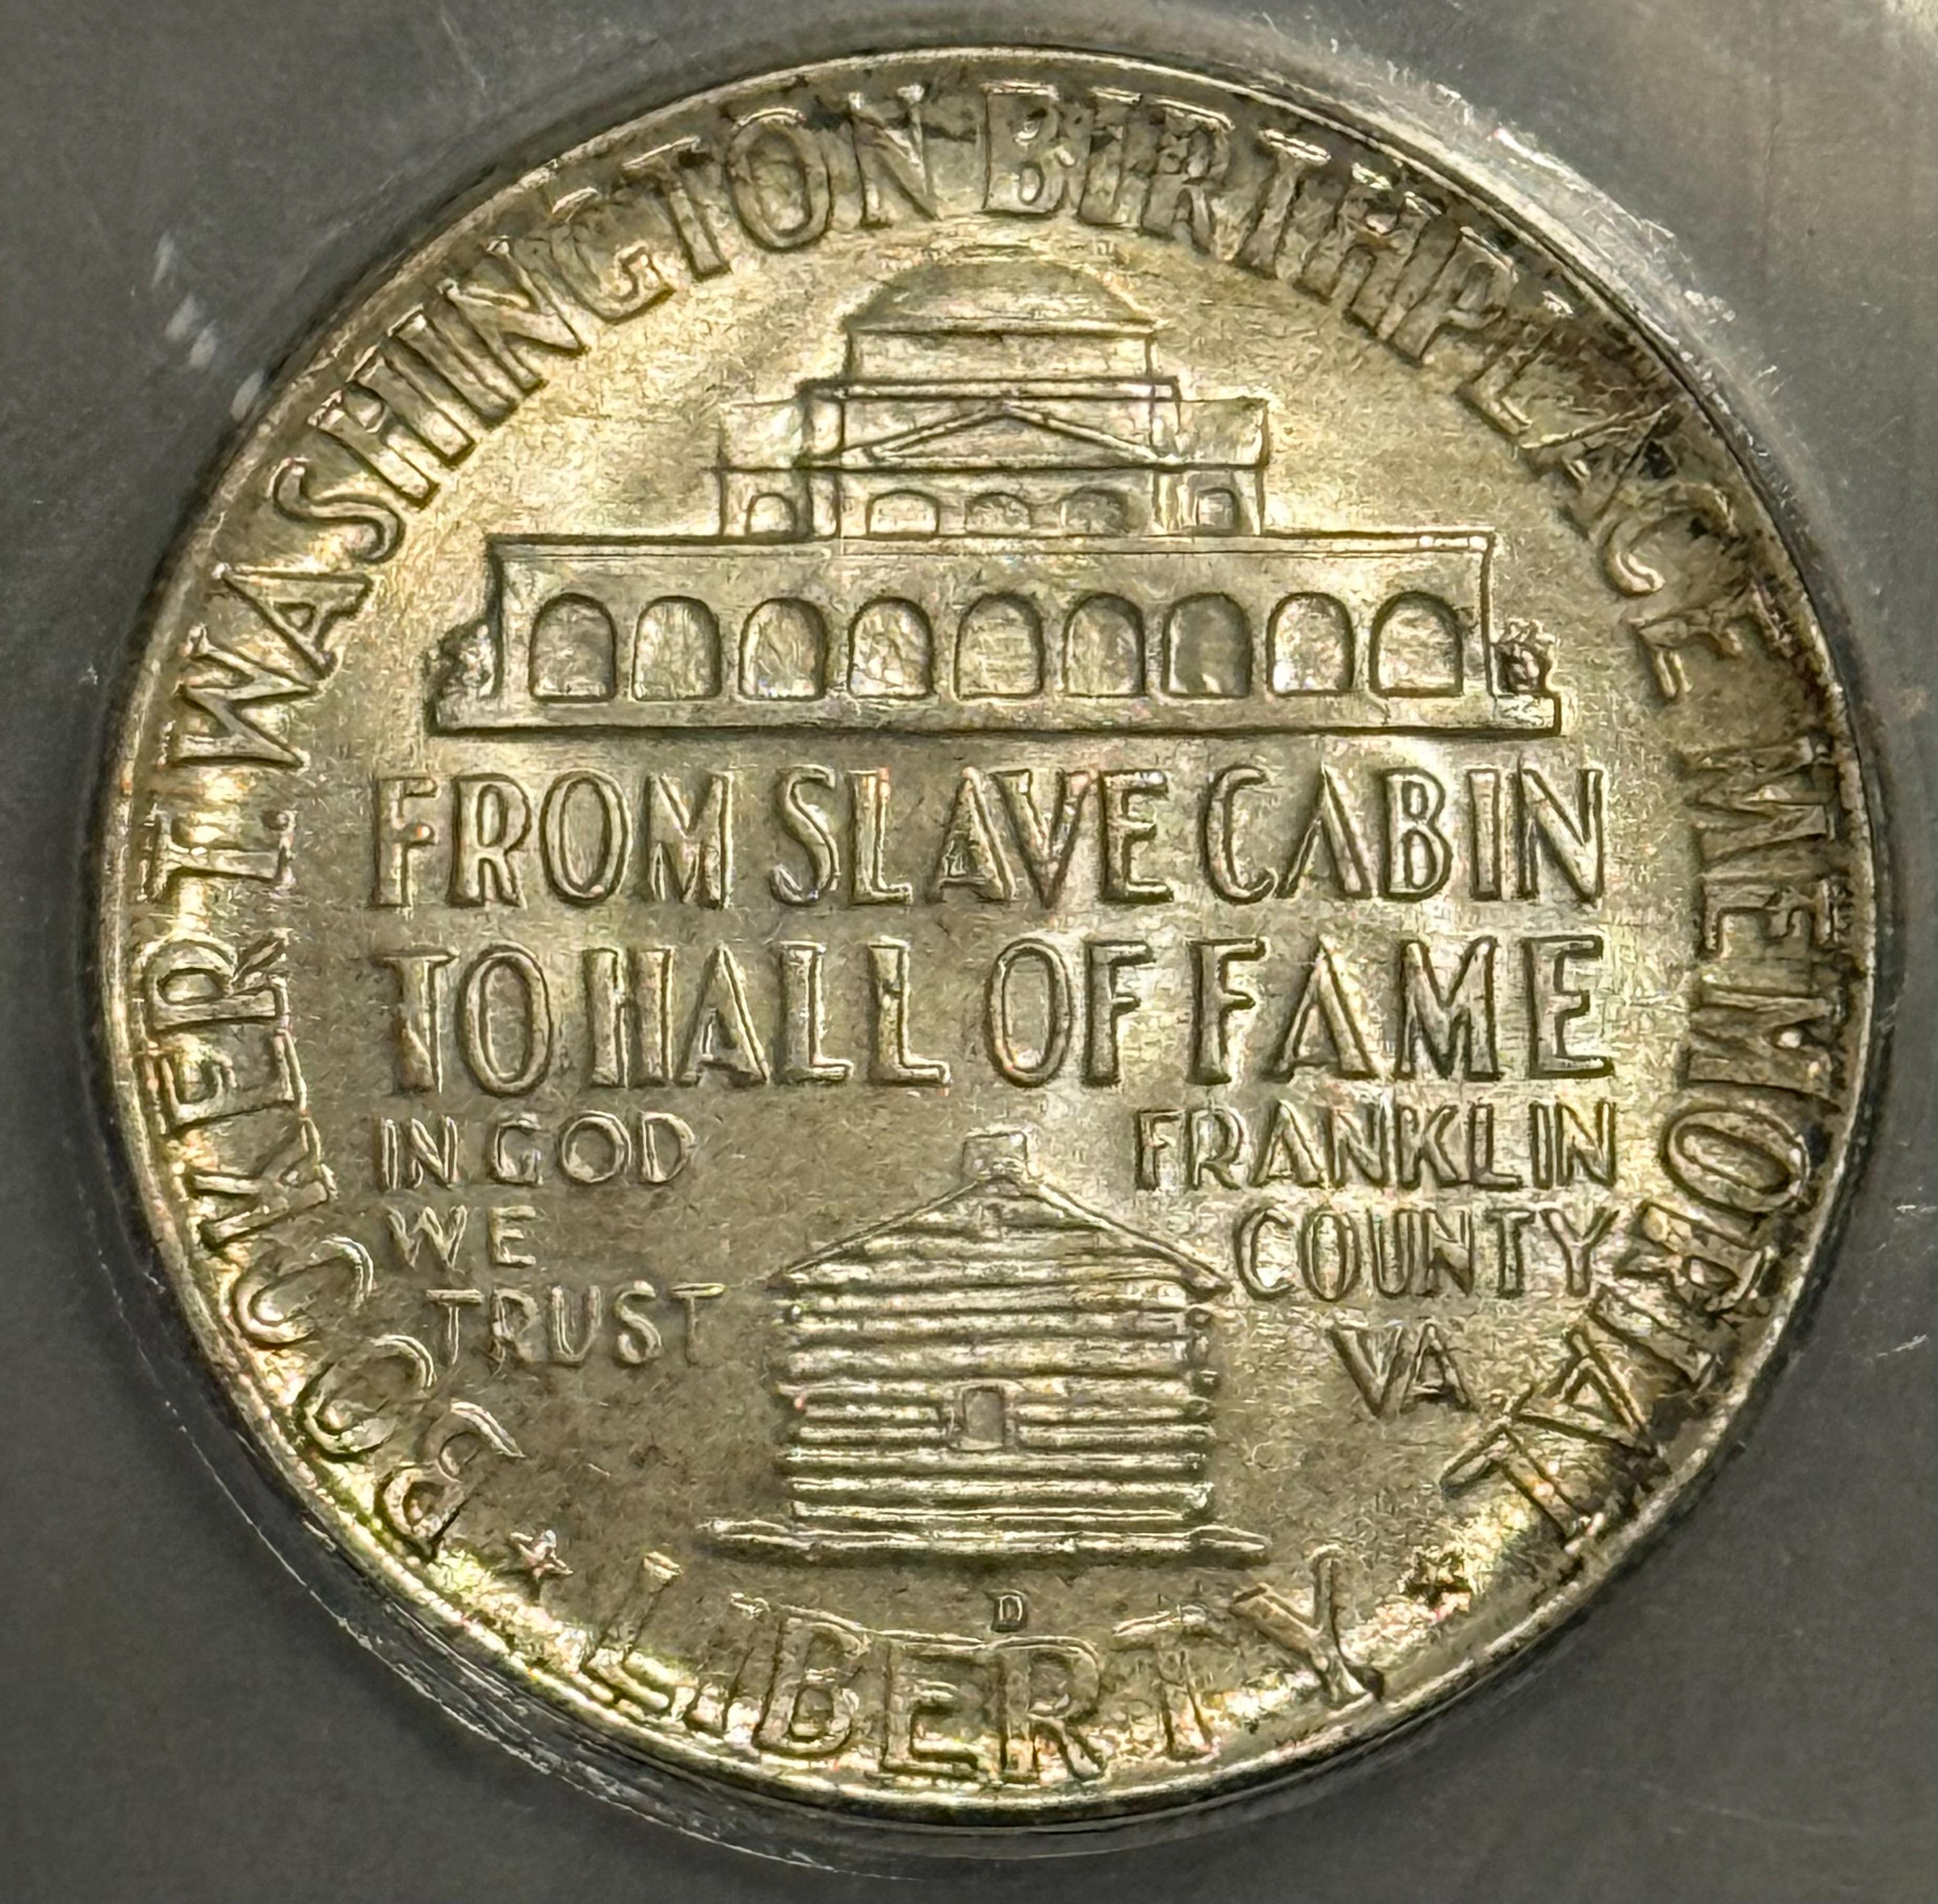 BOOKER T. WASHINGTON BIRTHPLACE MEMORIAL
FROM SLAVE CABIN
TO HALL OF FAME
IN GOD
WE
TRUST
FRANKLIN
COUNTY
VA
D
LIBERTY